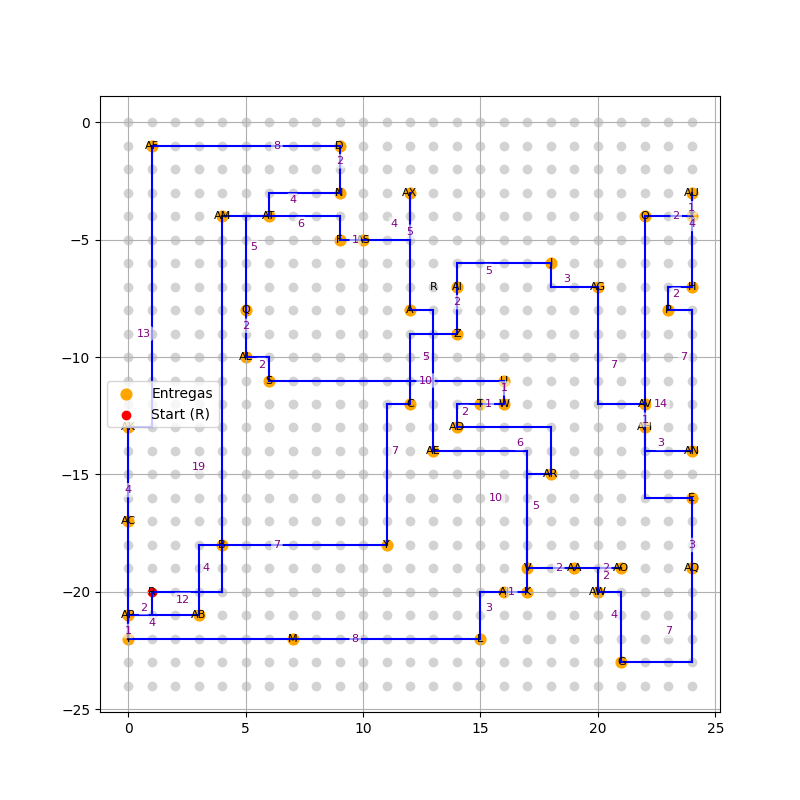 0
AF
8
D
2
AX
AU
4
N
1
AM
AT
6
4
O
2
4
5
F
10
S
5
−5
5
3
R
AI
AG
H
2
2
Q
A
2
Z
−10
13
AL
5
7
7
2
S
10
U
1
Entregas
C
2
T
1
W
AV
14
Start (R)
AD
1
AH
6
3
AE
7
AN
19
AR
−15
4
10
E
5
AC
B
7
Y
3
4
V
2
AA
2
AO
AQ
2
−20
12
1
K
AW
2
3
AP
AB
4
4
1
7
M
8
L
G
−25
0
5
10
15
20
25